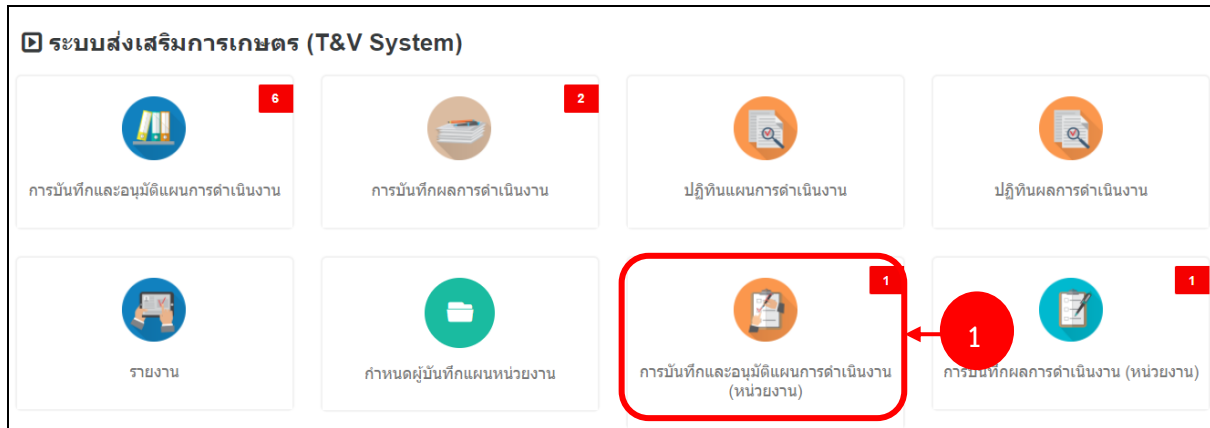 ระบบส่งเสริมการเกษตร (T&V System)
6
2
การบันทึกและอนุมัติแผนการดำเนินงาน
การบันทึกผลการดำเนินงาน
ปฏิทินแผนการดำเนินงาน
ปฏิทินผลการดำเนินงาน
1
1
1
รายงาน
กำหนดผู้บันทึกแผนหน่วยงาน
การบันทึกและอนุมัติแผนการดำเนินงาน
(หน่วยงาน)
การบันทึกผลการดำเนินงาน (หน่วยงาน)